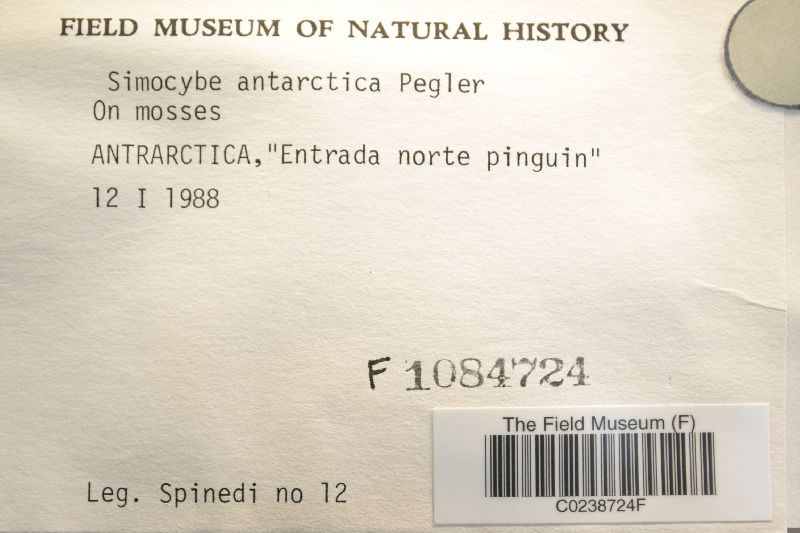 FIELD MUSEUM OF NATURAL HISTORY
Simocybe antarctica Pegler
On mosses
ANTRARCTICA,"Entrada norte pinguin"
12 I 1988
F 1084724
The Field Museum (F)
C0238724F
Leg. Spinedi no 12